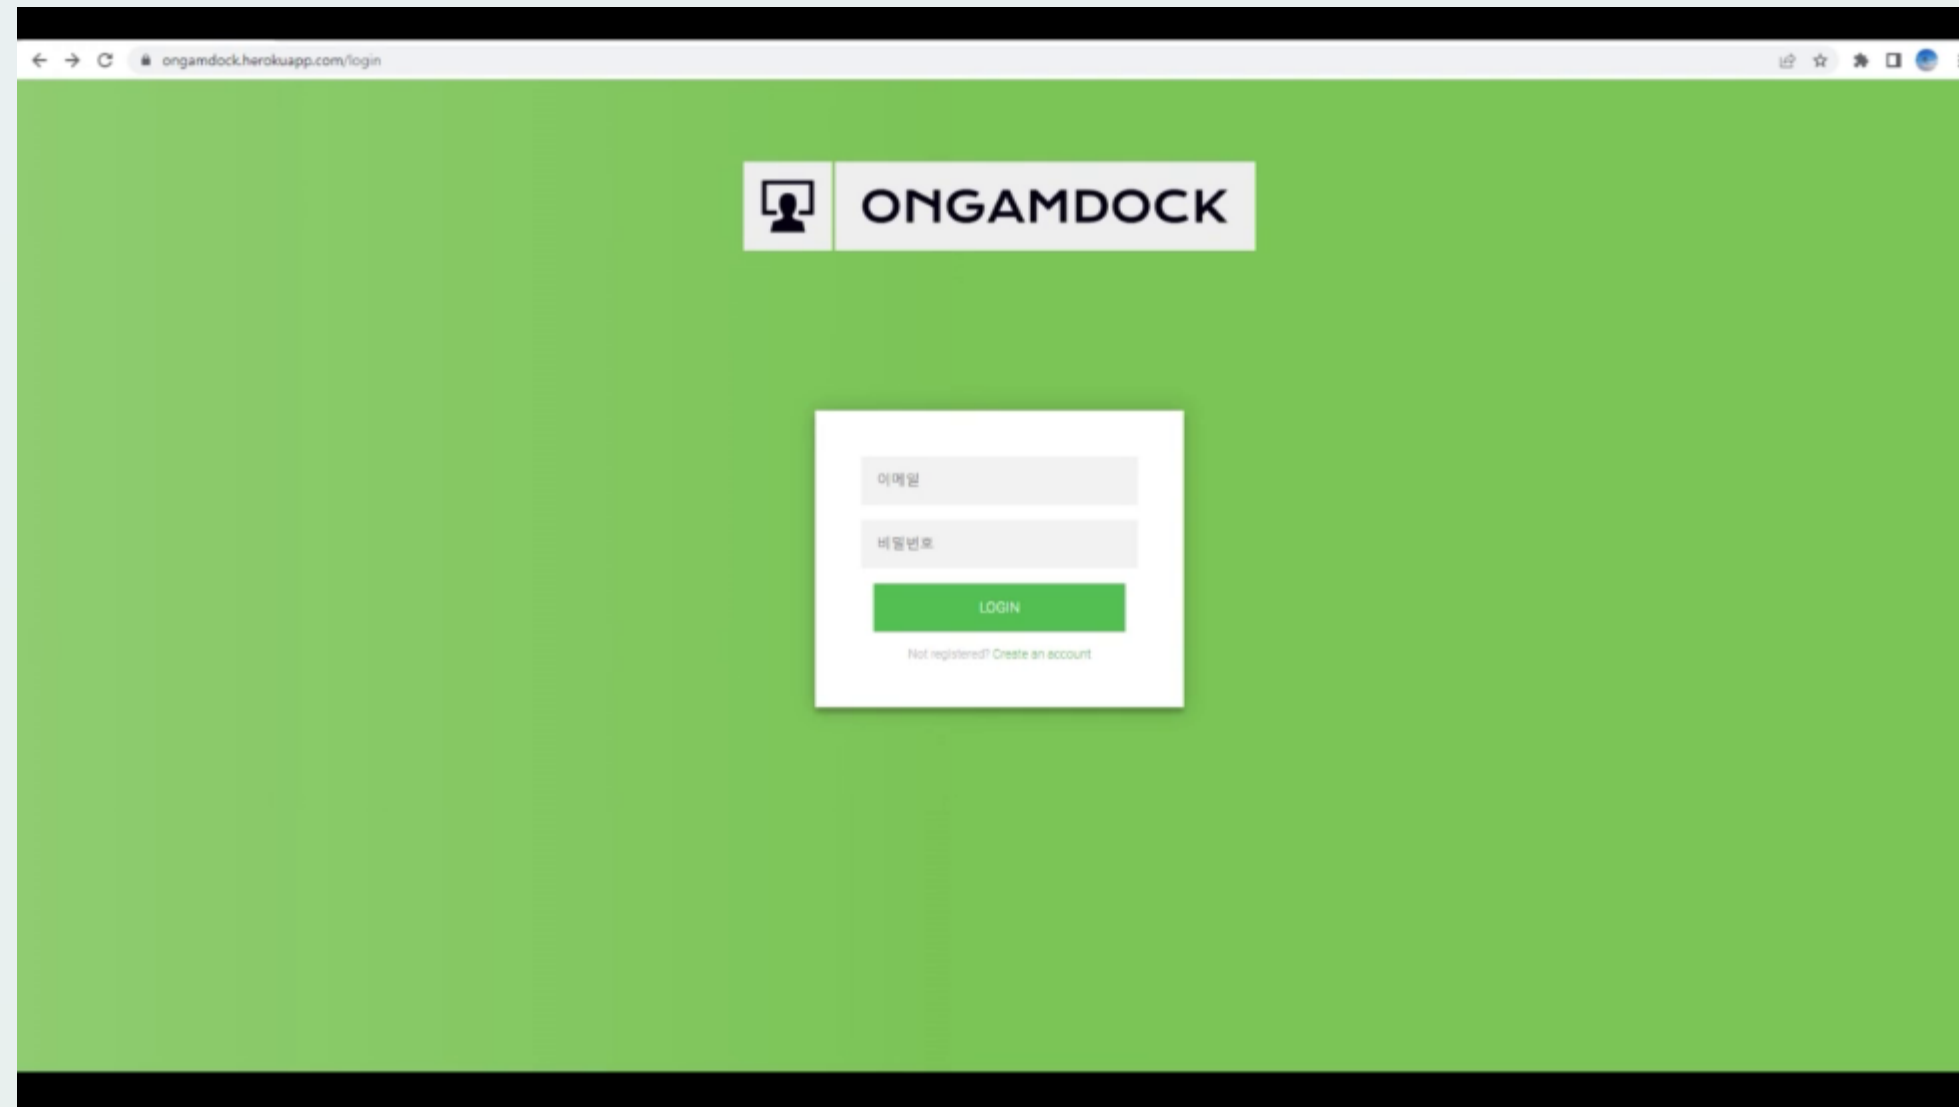 ongamdock.herokuapp.com/login
ONGAMDOCK
이메일
비밀번호
LOGIN
Not registered? Create an account